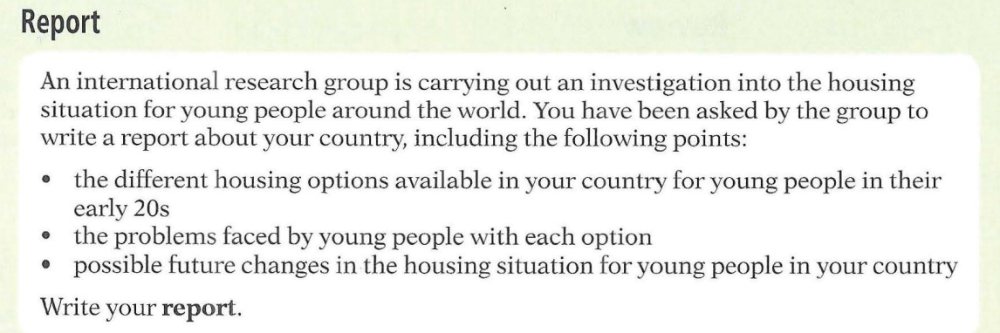 Report
An international research group is carrying out an investigation into the housing
situation for young people around the world. You have been asked by the group to
write a report about your country, including the following points:
• the different housing options available in your country for young people in their
early 20s
• the problems faced by young people with each option
• possible future changes in the housing situation for young people in your country
Write your report.